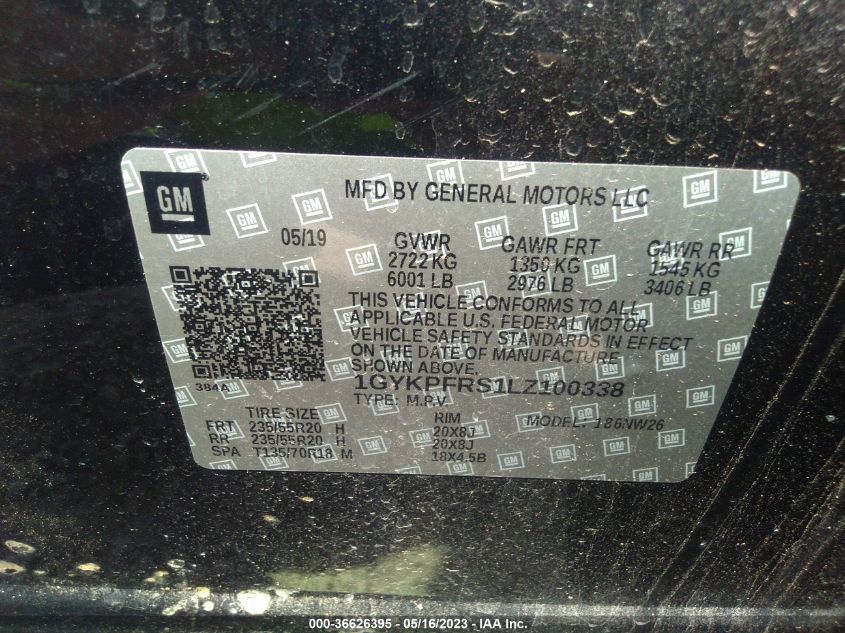 GM
MFD BY GENERAL MOTORS LLC
05/19 GVWR GAWR FRT GAWR RR
2722 KG 1350 KG 1545 KG
6001 LB 2976 LB 3406 LB
THIS VEHICLE CONFORMS TO ALL
APPLICABLE U.S. FEDERAL MOTOR
VEHICLE SAFETY STANDARDS IN EFFECT
ON THE DATE OF MANUFACTURE
SHOWN ABOVE.
384A 1GYKPFRS1LZ100338
TYPE: M.P.V.
TIRE SIZE RIM MODEL: 186NW26
FRT 235/55R20 H 20X8J
RR 235/55R20 H 20X8J
SPA T135/70R18 M 18X4.5B
000-36626395 - 05/16/2023 - IAA Inc.